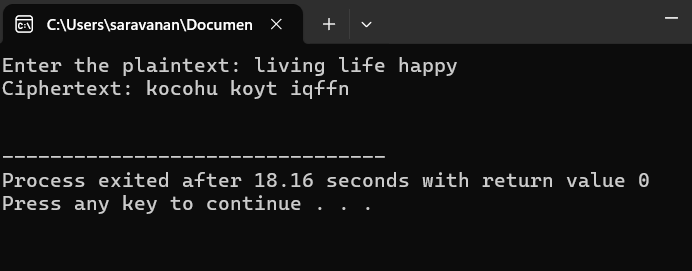 C:\Users\saravanan\Documen
Enter the plaintext: living life happy
Ciphertext: kocohu koyt iqffn
--------------------------------
Process exited after 18.16 seconds with return value 0
Press any key to continue . . .